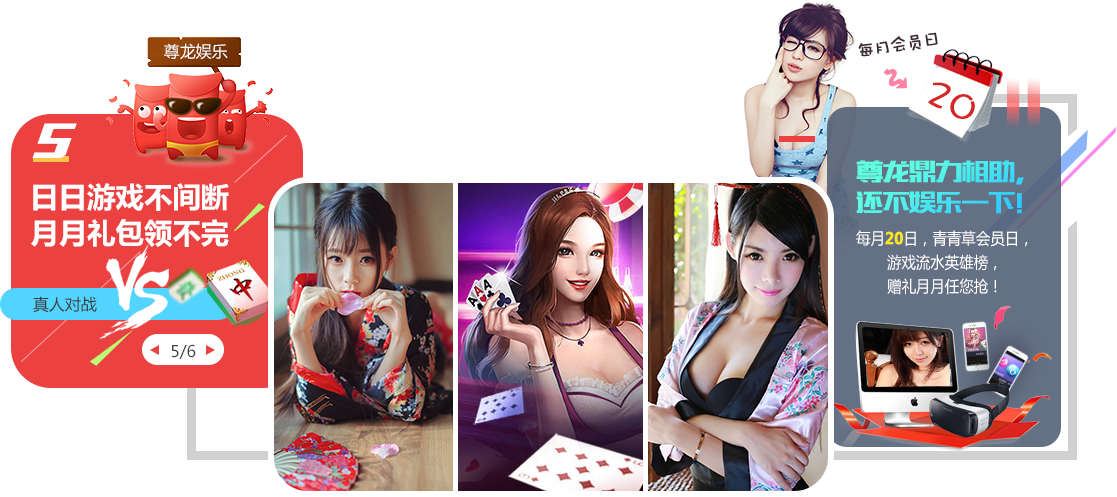 尊龙娱乐
5
日日游戏不间断
月月礼包领不完
VS
真人对战
ZHONG
中
5/6
AAA
每月会员日
20
尊龙鼎力相助,
还不娱乐一下!
每月20日，青青草会员日，
游戏流水英雄榜，
赠礼月月任您抢！